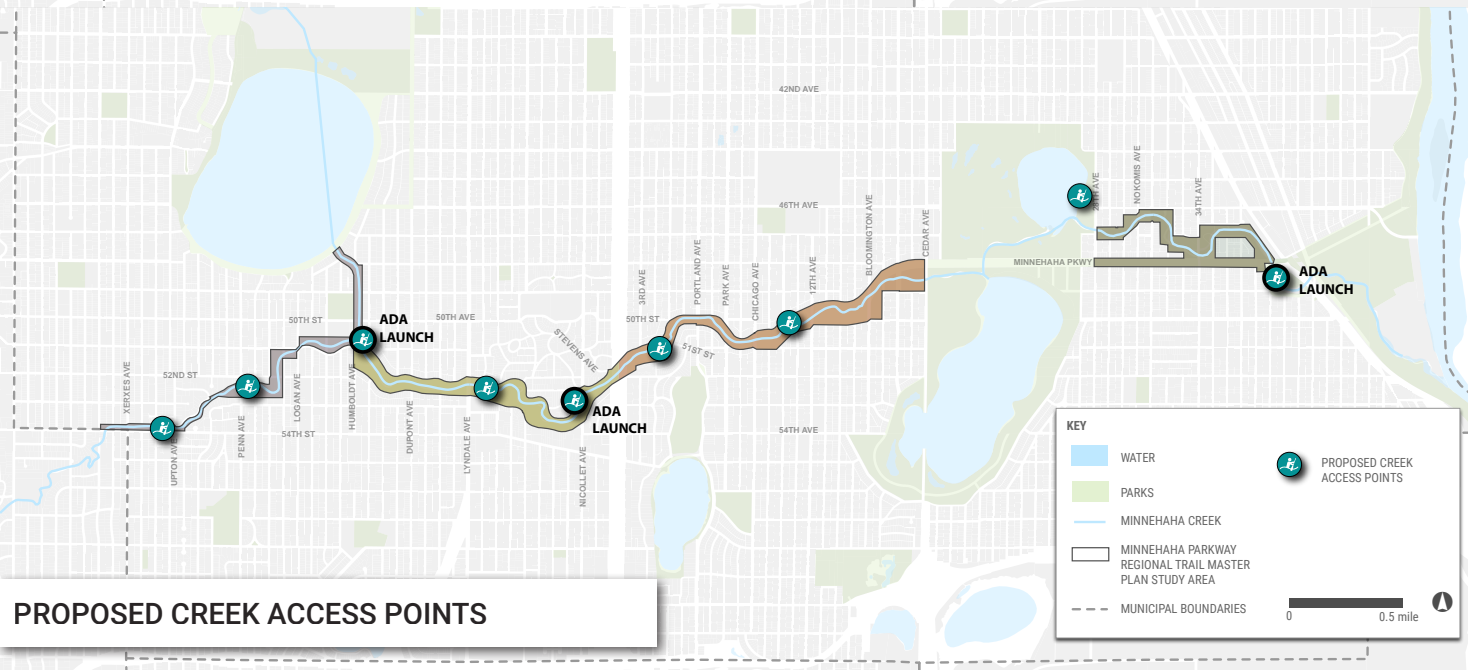 42ND AVE
46TH AVE
28TH AVE
NOKOMIS AVE
34TH AVE
BLOOMINGTON AVE
CEDAR AVE
MINNEHAHA PKWY
ADA
LAUNCH
3RD AVE
PORTLAND AVE
PARK AVE
CHICAGO AVE
12TH AVE
50TH ST
ADA
LAUNCH
50TH AVE
50TH ST
51ST ST
STEVENS AVE
XERXES AVE
52ND ST
LOGAN AVE
HUMBOLDT AVE
ADA
LAUNCH
UPTON AVE
PENN AVE
54TH ST
DUPONT AVE
LYNDALE AVE
NICOLLET AVE
54TH AVE
KEY
WATER
PARKS
MINNEHAHA CREEK
MINNEHAHA PARKWAY
REGIONAL TRAIL MASTER
PLAN STUDY AREA
MUNICIPAL BOUNDARIES
PROPOSED CREEK
ACCESS POINTS
0
0.5 mile
PROPOSED CREEK ACCESS POINTS